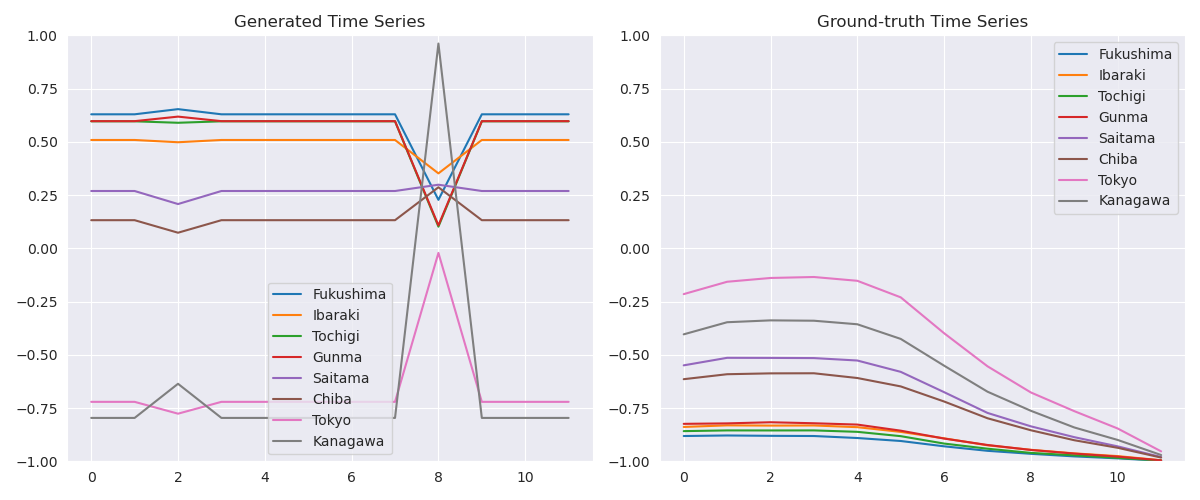 Generated Time Series
1.00
0.75
0.50
0.25
0.00
−0.25
−0.50
−0.75
−1.00
0 2 4 6 8 10
Fukushima
Ibaraki
Tochigi
Gunma
Saitama
Chiba
Tokyo
Kanagawa
Ground-truth Time Series
1.00
0.75
0.50
0.25
0.00
−0.25
−0.50
−0.75
−1.00
0 2 4 6 8 10
Fukushima
Ibaraki
Tochigi
Gunma
Saitama
Chiba
Tokyo
Kanagawa